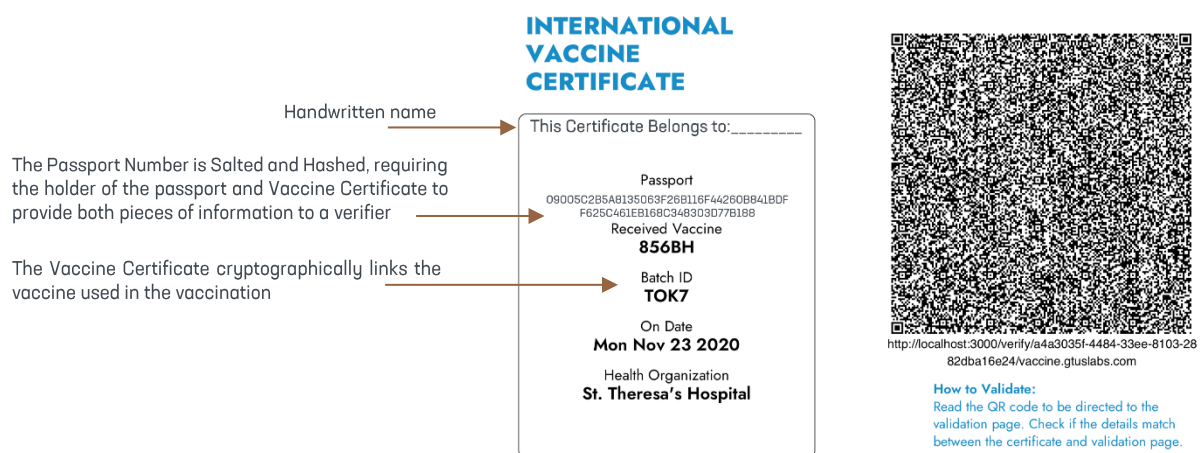 INTERNATIONAL
VACCINE
CERTIFICATE
Handwritten name
This Certificate Belongs to:_________
The Passport Number is Salted and Hashed, requiring
the holder of the passport and Vaccine Certificate to
provide both pieces of information to a verifier
Passport
09005C2B5A8135063F26B116F44260B841BDF
F625C461EB168C348303D77B188
Received Vaccine
856BH
The Vaccine Certificate cryptographically links the
vaccine used in the vaccination
Batch ID
TOK7
On Date
Mon Nov 23 2020
Health Organization
St. Theresa's Hospital
http://localhost:3000/verify/a4a3035f-4484-33ee-8103-28
82dba16e24/vaccine.gtuslabs.com
How to Validate:
Read the QR code to be directed to the
validation page. Check if the details match
between the certificate and validation page.